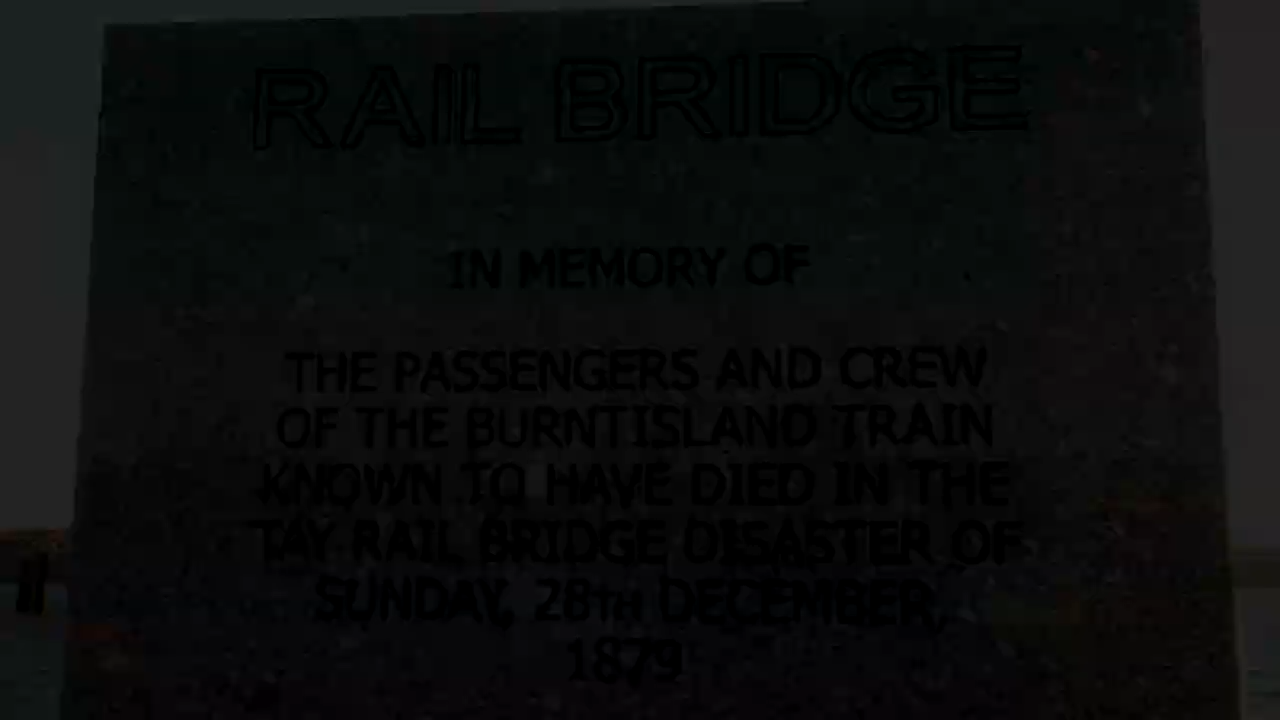 RAIL BRIDGE
IN MEMORY OF
THE PASSENGERS AND CREW
OF THE BURNTISLAND TRAIN
KNOWN TO HAVE DIED IN THE
TAY RAIL BRIDGE DISASTER OF
SUNDAY, 28TH DECEMBER,
1879